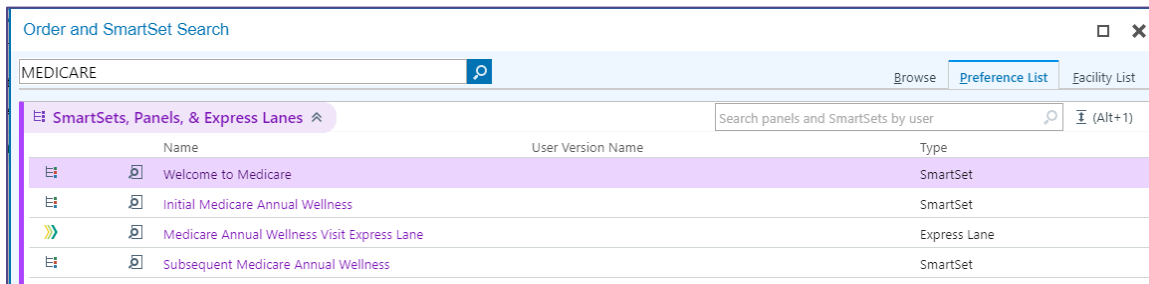 Order and SmartSet Search
MEDICARE
Browse Preference List Facility List
SmartSets, Panels, & Express Lanes Search panels and SmartSets by user (Alt+1)
Name User Version Name Type
Welcome to Medicare SmartSet
Initial Medicare Annual Wellness SmartSet
Medicare Annual Wellness Visit Express Lane Express Lane
Subsequent Medicare Annual Wellness SmartSet